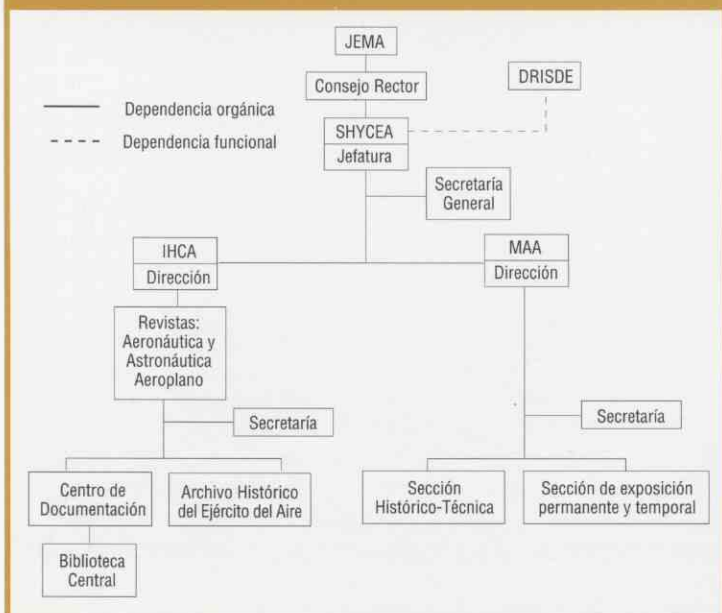 JEMA
DRISDE
Consejo Rector
Dependencia orgánica
SHYCEA
Dependencia funcional
Jefatura
Secretaría
General
IHCA
MAA
Dirección
Dirección
Revistas:
Aeronáutica y
Astronáutica
Aeroplano
Secretaría
Secretaría
Centro de
Documentación
Archivo Histórico
del Ejército del Aire
Sección
Histórico-Técnica
Sección de exposición
permanente y temporal
Biblioteca
Central